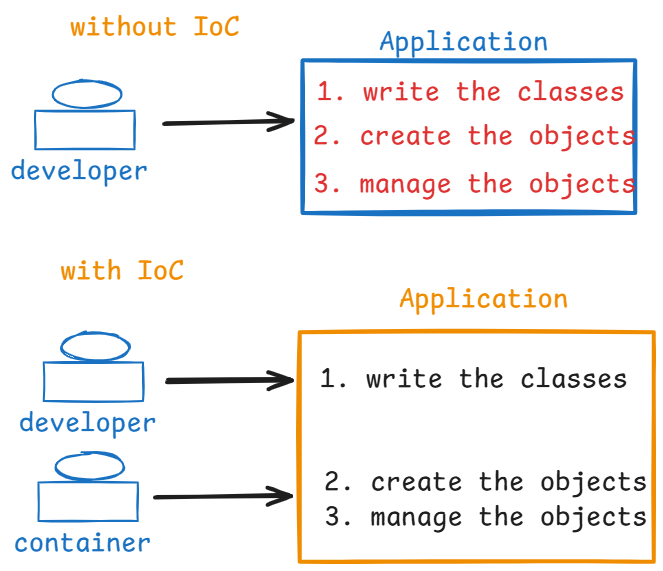 without IoC
Application
1. write the classes
2. create the objects
3. manage the objects
developer
with IoC
Application
1. write the classes
developer
2. create the objects
3. manage the objects
container